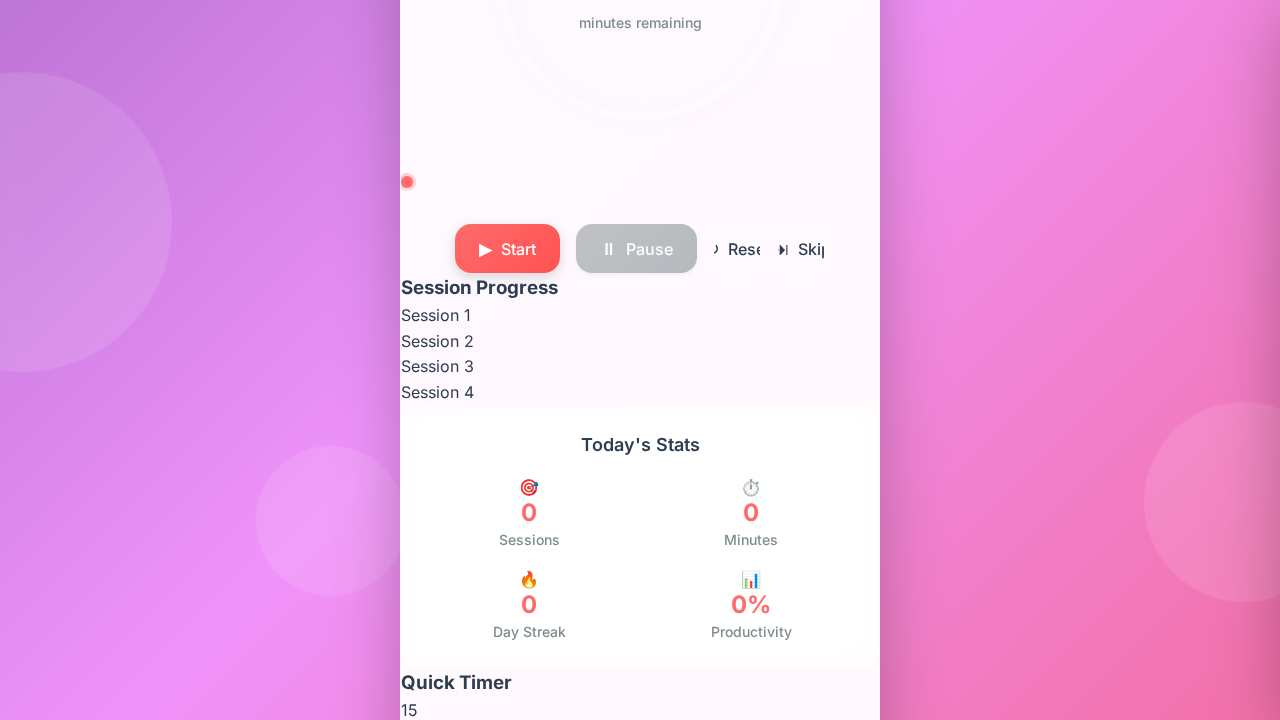 minutes remaining
Start
Pause
Rese
Skip
Session Progress
Session 1
Session 2
Session 3
Session 4
Today's Stats
0
0
Sessions
Minutes
0
0%
Day Streak
Productivity
Quick Timer
15